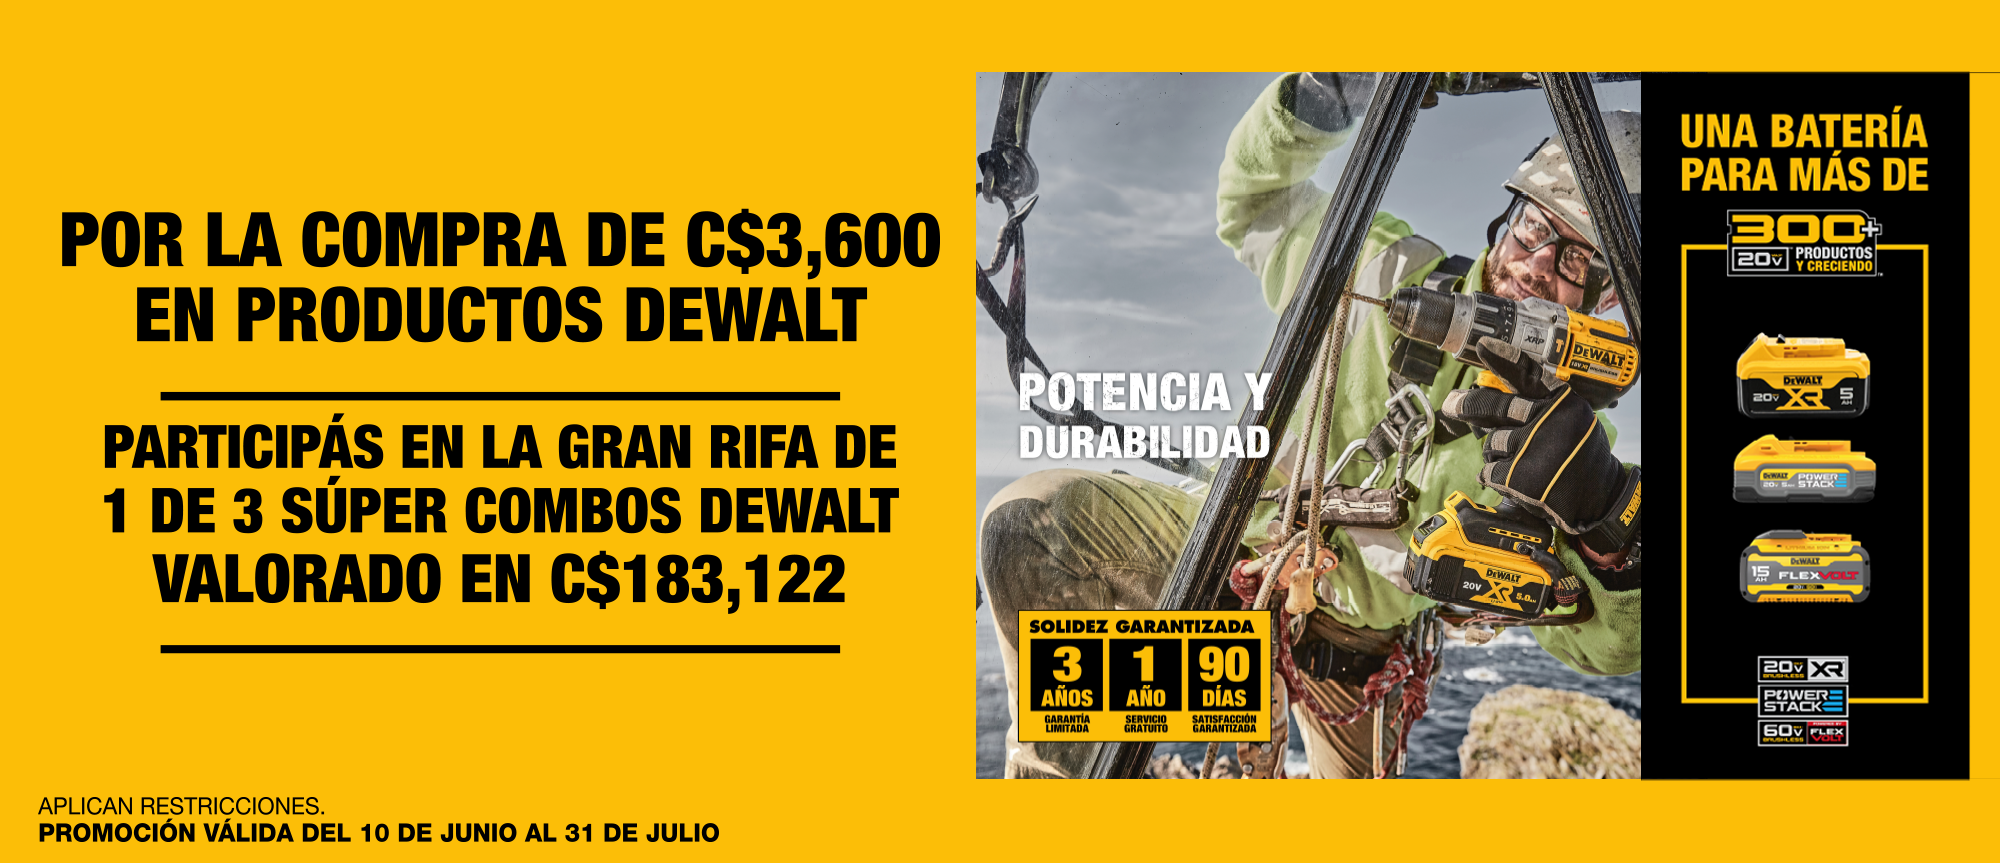 POR LA COMPRA DE C$3,600
EN PRODUCTOS DEWALT
PARTICIPÁS EN LA GRAN RIFA DE
1 DE 3 SÚPER COMBOS DEWALT
VALORADO EN C$183,122
APLICAN RESTRICCIONES.
PROMOCIÓN VÁLIDA DEL 10 DE JUNIO AL 31 DE JULIO
POTENCIA Y
DURABILIDAD
XRP
DEWALT
DEWALT
20V XR 5.0AH
DEWALT
SOLIDEZ GARANTIZADA
3 AÑOS
GARANTÍA
LIMITADA
1 AÑO
SERVICIO
GRATUITO
90 DÍAS
SATISFACCIÓN
GARANTIZADA
UNA BATERÍA
PARA MÁS DE
300+
20V PRODUCTOS
Y CRECIENDO
DEWALT
20V XR 5 AH
DEWALT POWER
20V STACK
DEWALT
15 AH FLEXVOLT
20V XR
BRUSHLESS
POWER
STACK
60V FLEX
BRUSHLESS VOLT